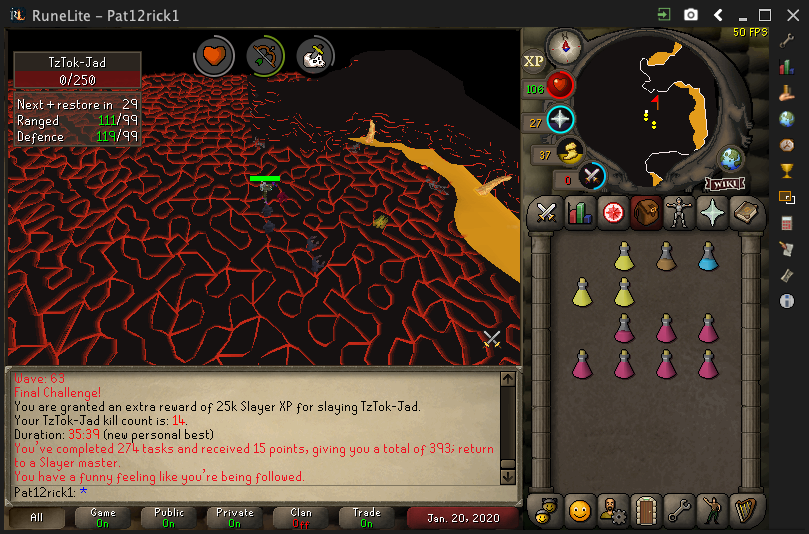 RuneLite - Pat12rick1
50 FPS
TzTok-Jad
0/250
Next + restore in 29
Ranged 111/99
Defence 119/99
XP
106
27
37
0
WIKI
Wave: 63
Final Challenge!
You are granted an extra reward of 25k Slayer XP for slaying TzTok-Jad.
Your TzTok-Jad kill count is: 14.
Duration: 35:39 (new personal best)
You've completed 274 tasks and received 15 points, giving you a total of 393; return
to a Slayer master.
You have a funny feeling like you're being followed.
Pat12rick1: *
All
Game
On
Public
On
Private
On
Clan
Off
Trade
On
Jan. 20, 2020